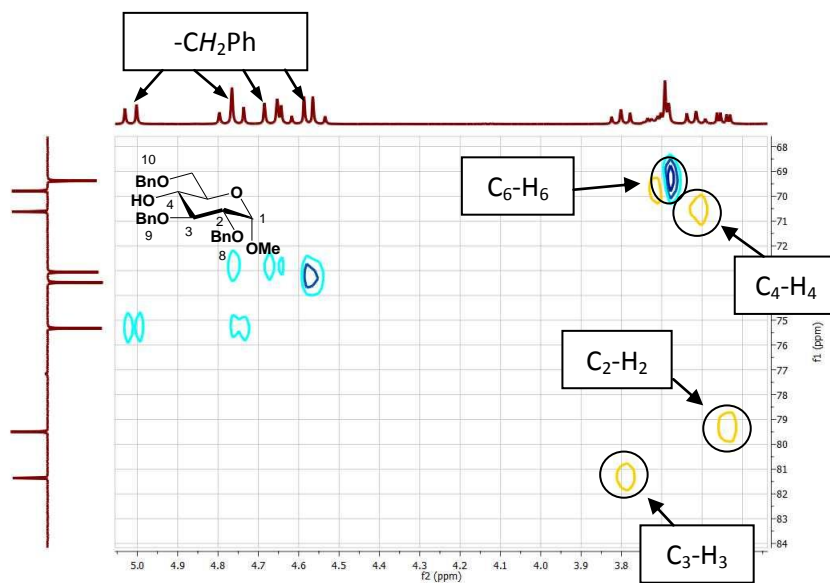 -CH₂Ph
10
BnO
HO
4
BnO
9
3
2
BnO
8
1
OMe
C₆-H₆
C₄-H₄
C₂-H₂
C₃-H₃
68
69
70
71
72
73
74
75
76
77
78
79
80
81
82
83
84
f1 (ppm)
5.0 4.9 4.8 4.7 4.6 4.5 4.4 4.3 4.2 4.1 4.0 3.9 3.8
f2 (ppm)